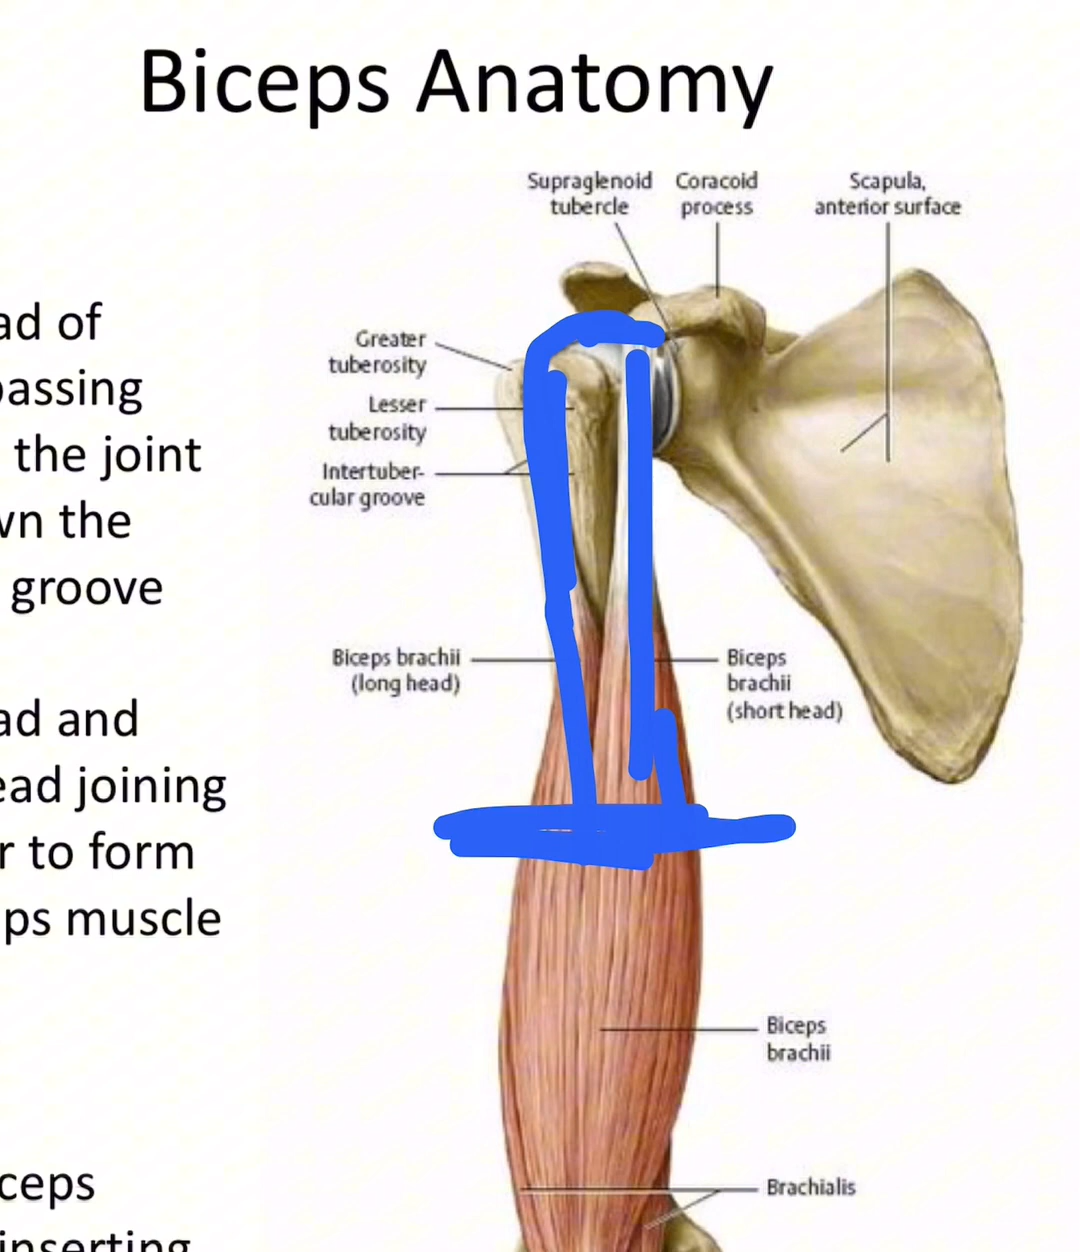 Biceps Anatomy
Supraglenoid
tubercle
Coracoid
process
Scapula,
anterior surface
ad of
passing
the joint
wn the
groove
ad and
ead joining
r to form
ps muscle
ceps
inserting
Greater
tuberosity
Lesser
tuberosity
Intertuber-
cular groove
Biceps brachii
(long head)
Biceps
brachii
(short head)
Biceps
brachii
Brachialis